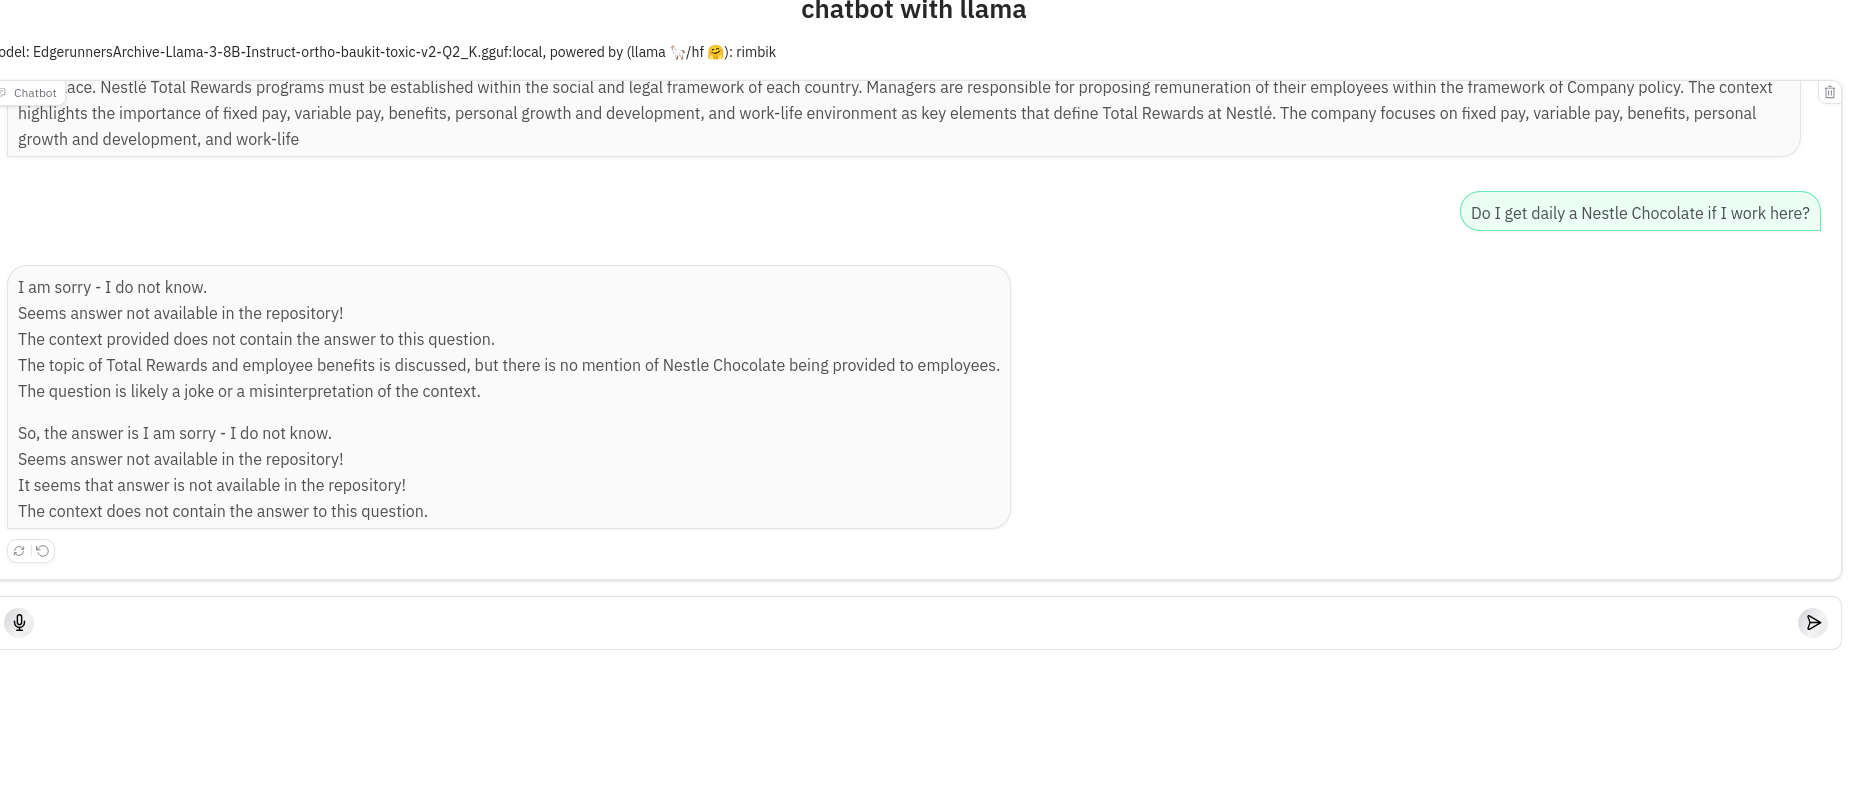 chatbot with llama
odel: EdgerunnersArchive-Llama-3-8B-Instruct-ortho-baukit-toxic-v2-Q2_K.gguf:local, powered by (llama 🦙/hf 🤗): rimbik
Chatbot
ace. Nestlé Total Rewards programs must be established within the social and legal framework of each country. Managers are responsible for proposing remuneration of their employees within the framework of Company policy. The context
highlights the importance of fixed pay, variable pay, benefits, personal growth and development, and work-life environment as key elements that define Total Rewards at Nestlé. The company focuses on fixed pay, variable pay, benefits, personal
growth and development, and work-life
Do I get daily a Nestle Chocolate if I work here?
I am sorry - I do not know.
Seems answer not available in the repository!
The context provided does not contain the answer to this question.
The topic of Total Rewards and employee benefits is discussed, but there is no mention of Nestle Chocolate being provided to employees.
The question is likely a joke or a misinterpretation of the context.
So, the answer is I am sorry - I do not know.
Seems answer not available in the repository!
It seems that answer is not available in the repository!
The context does not contain the answer to this question.